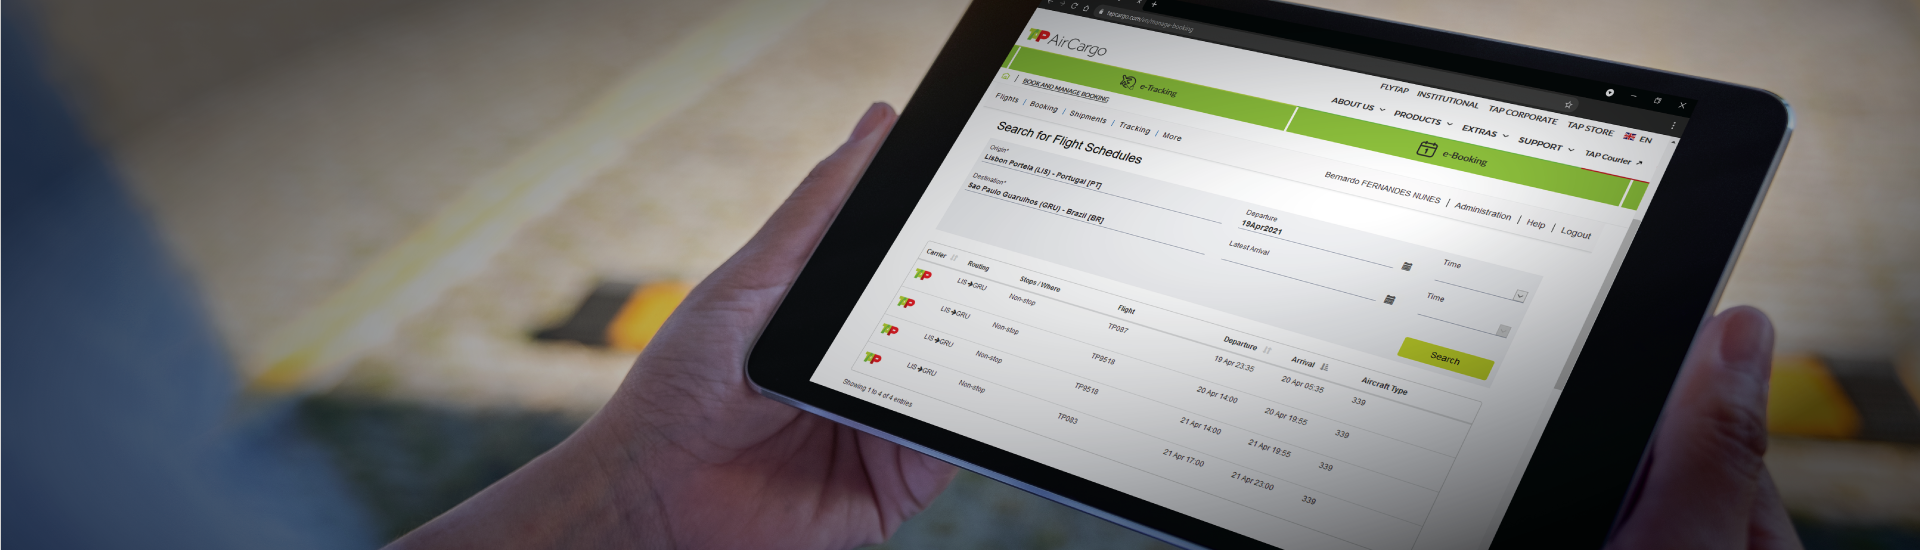 tapcargo.com/en/manage-booking
TAP AirCargo
FLYTAP INSTITUTIONAL TAP CORPORATE TAP STORE EN
ABOUT US PRODUCTS EXTRAS SUPPORT TAP Courier
e-Tracking
e-Booking
BOOK AND MANAGE BOOKING
Flights | Booking | Shipments | Tracking | More
Bernardo FERNANDES NUNES | Administration | Help | Logout
Search for Flight Schedules
Origin*
Lisbon Portela (LIS) - Portugal [PT]
Destination*
Sao Paulo Guarulhos (GRU) - Brazil [BR]
Departure
19Apr2021
Time
Latest Arrival
Time
Search
Carrier Routing Stops / Where Flight Departure Arrival Aircraft Type
TAP LIS➔GRU Non-stop TP087 19 Apr 23:35 20 Apr 05:35 339
TAP LIS➔GRU Non-stop TP9518 20 Apr 14:00 20 Apr 19:55 339
TAP LIS➔GRU Non-stop TP9518 21 Apr 14:00 21 Apr 19:55 339
TAP LIS➔GRU Non-stop TP083 21 Apr 17:00 21 Apr 23:00 339
Showing 1 to 4 of 4 entries